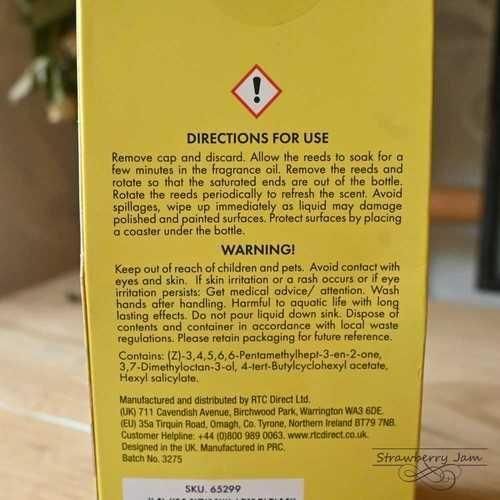 DIRECTIONS FOR USE
Remove cap and discard. Allow the reeds to soak for a
few minutes in the fragrance oil. Remove the reeds and
rotate so that the saturated ends are out of the bottle.
Rotate the reeds periodically to refresh the scent. Avoid
spillages, wipe up immediately as liquid may damage
polished and painted surfaces. Protect surfaces by placing
a coaster under the bottle.
WARNING!
Keep out of reach of children and pets. Avoid contact with
eyes and skin. If skin irritation or a rash occurs or if eye
irritation persists: Get medical advice/ attention. Wash
hands after handling. Harmful to aquatic life with long
lasting effects. Do not pour liquid down sink. Dispose of
contents and container in accordance with local waste
regulations. Please retain packaging for future reference.
Contains: (Z)-3,4,5,6,6-Pentamethylhept-3-en-2-one,
3,7-Dimethyloctan-3-ol, 4-tert-Butylcyclohexyl acetate,
Hexyl salicylate.
Manufactured and distributed by RTC Direct Ltd.
(UK) 711 Cavendish Avenue, Birchwood Park, Warrington WA3 6DE.
(EU) 35a Tirquin Road, Omagh, Co. Tyrone, Northern Ireland BT79 7NB.
Customer Helpline: +44 (0)800 989 0063. www.rtcdirect.co.uk.
Designed in the UK. Manufactured in PRC.
Batch No. 3275
SKU. 65299
Strawberry Jam